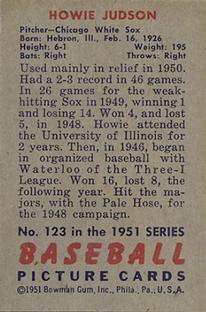 HOWIE JUDSON
Pitcher—Chicago White Sox
Born: Hebron, Ill., Feb. 16, 1926
Height: 6-1 Weight: 195
Bats: Right Throws: Right
Used mainly in relief in 1950.
Had a 2-3 record in 46 games.
In 26 games for the weak-
hitting Sox in 1949, winning 1
and losing 14. Won 4, and lost
5, in 1948. Howie attended
the University of Illinois for
2 years. Then, in 1946, began
in organized baseball with
Waterloo of the Three-I
League. Won 16, lost 8, the
following year. Hit the ma-
jors, with the Pale Hose, for
the 1948 campaign.
No. 123 in the 1951 SERIES
BASEBALL
PICTURE CARDS
©1951 Bowman Gum, Inc., Phila., Pa., U.S.A.